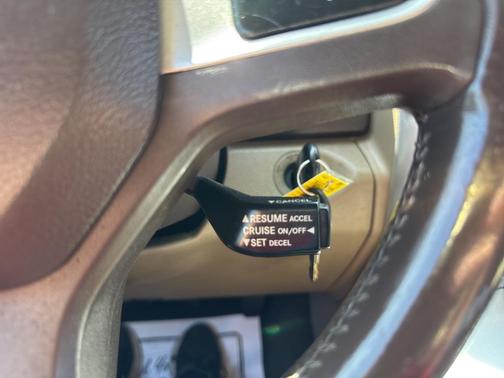 ▼CANCEL
▲RESUME ACCEL
CRUISE ON/OFF◀
▼SET DECEL